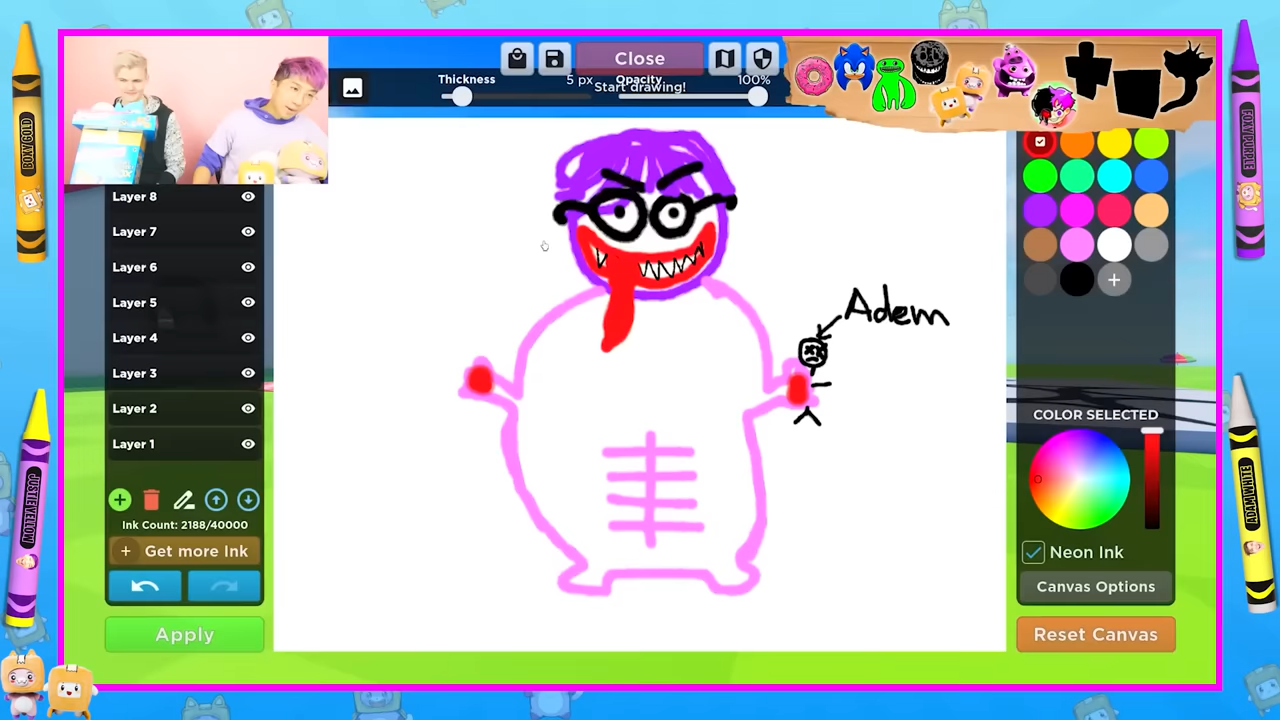 Close
Thickness
5 px
Opacity
100%
Start drawing!
Layer 8
Layer 7
Layer 6
Layer 5
Layer 4
Layer 3
Layer 2
Layer 1
Ink Count: 2188/40000
+ Get more Ink
Apply
Adem
COLOR SELECTED
Neon Ink
Canvas Options
Reset Canvas
BOXY GOLD
JUSTIE YELLOW
FOXY PURPLE
ADAM WHITE